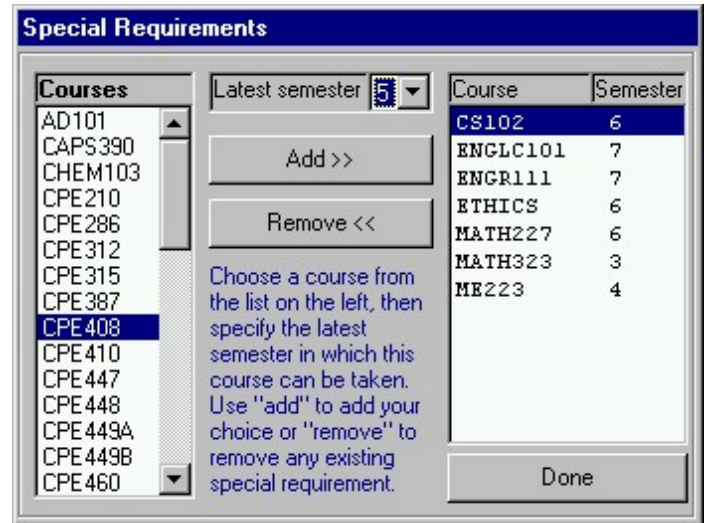 Special Requirements
Courses
AD101
CAPS390
CHEM103
CPE210
CPE286
CPE312
CPE315
CPE387
CPE408
CPE410
CPE447
CPE448
CPE449A
CPE449B
CPE460
Latest semester 5
Add >>
Remove <<
Choose a course from
the list on the left, then
specify the latest
semester in which this
course can be taken.
Use "add" to add your
choice or "remove" to
remove any existing
special requirement.
Course Semester
CS102 6
ENGLC101 7
ENGR111 7
ETHICS 6
MATH227 6
MATH323 3
ME223 4
Done